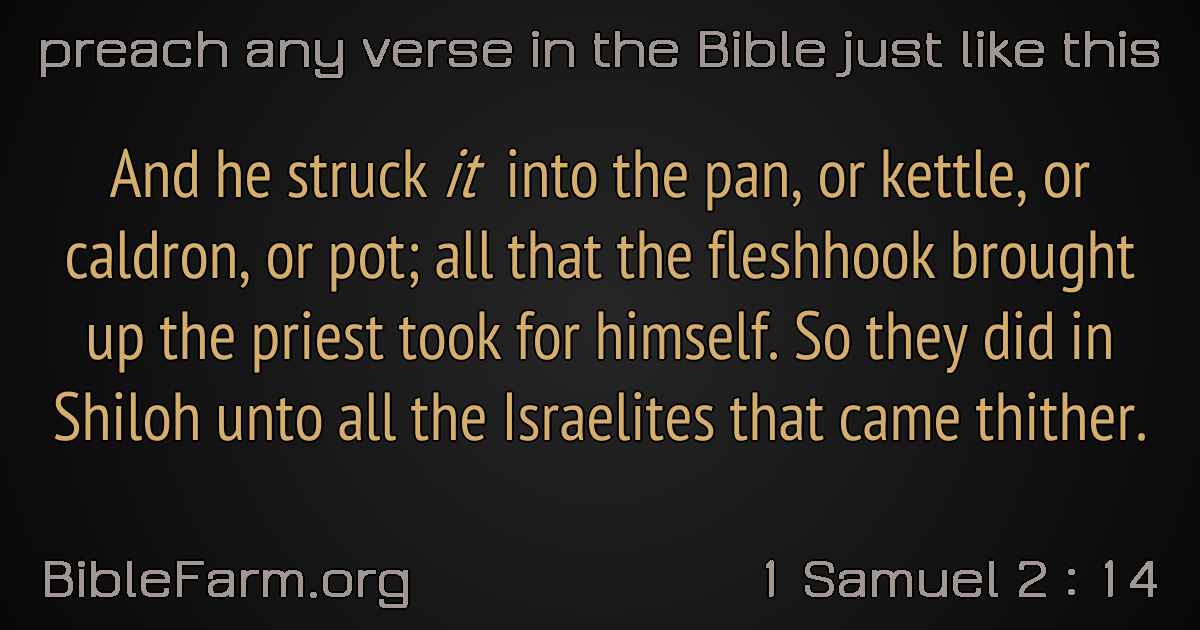 preach any verse in the Bible just like this
And he struck it into the pan, or kettle, or
caldron, or pot; all that the fleshhook brought
up the priest took for himself. So they did in
Shiloh unto all the Israelites that came thither.
BibleFarm.org
1 Samuel 2 : 14